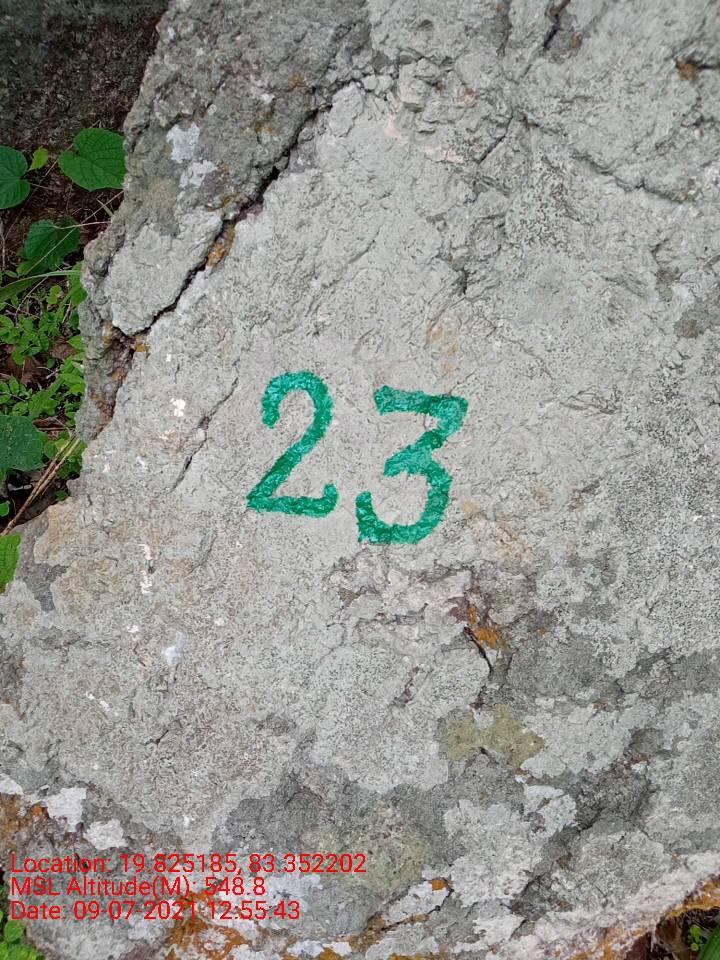 23
Location: 19.825185, 83.352202
MSL Altitude(M): 548.8
Date: 09-07-2021 12:55:43